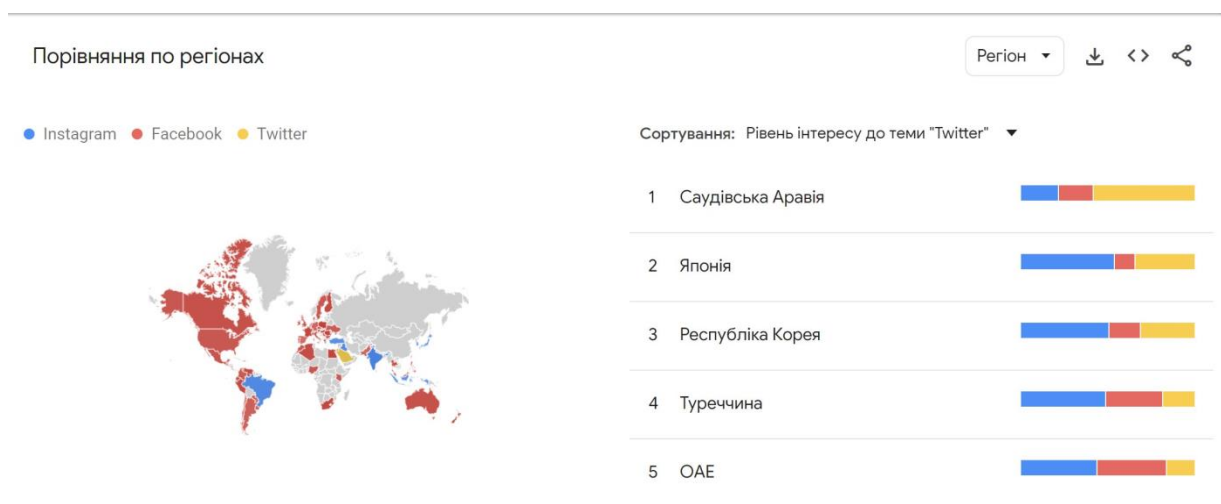 Порівняння по регіонах
Регіон
Instagram Facebook Twitter
Сортування: Рівень інтересу до теми "Twitter"
1 Саудівська Аравія
2 Японія
3 Республіка Корея
4 Туреччина
5 ОАЕ